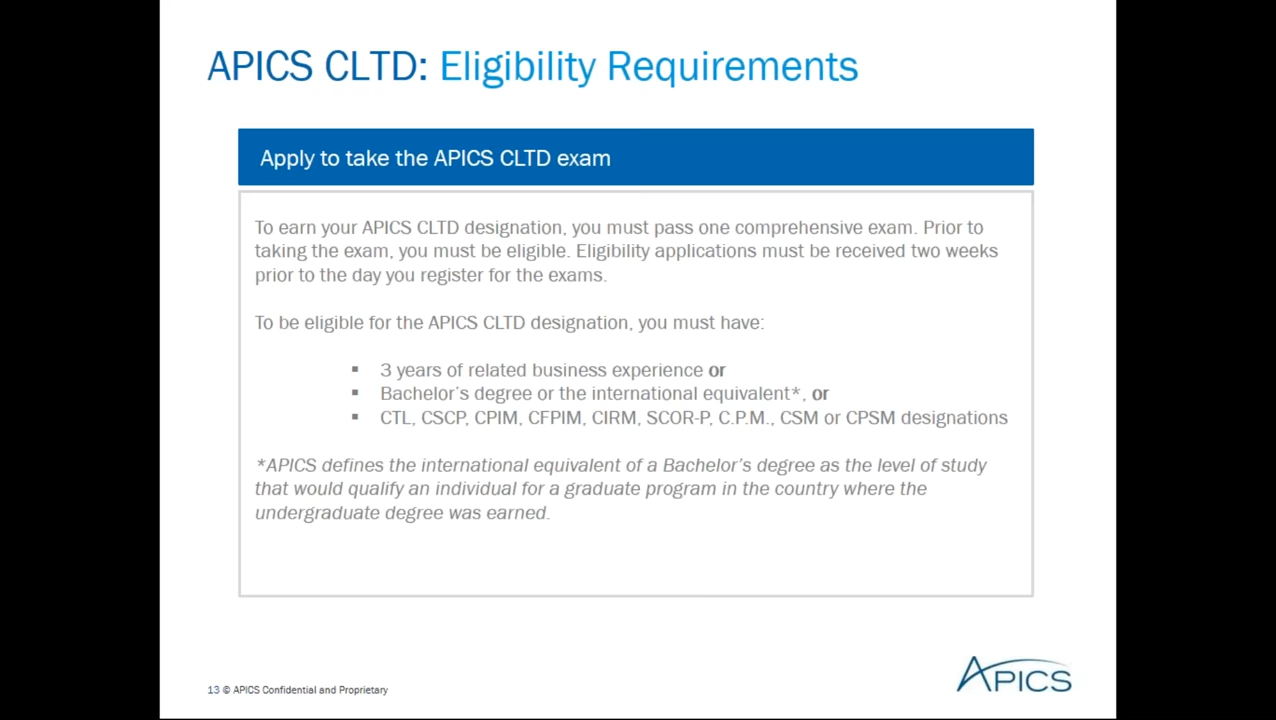 APICS CLTD: Eligibility Requirements
Apply to take the APICS CLTD exam
To earn your APICS CLTD designation, you must pass one comprehensive exam. Prior to
taking the exam, you must be eligible. Eligibility applications must be received two weeks
prior to the day you register for the exams.
To be eligible for the APICS CLTD designation, you must have:
▪ 3 years of related business experience or
▪ Bachelor's degree or the international equivalent*, or
▪ CTL, CSCP, CPIM, CFPIM, CIRM, SCOR-P, C.P.M., CSM or CPSM designations
*APICS defines the international equivalent of a Bachelor's degree as the level of study
that would qualify an individual for a graduate program in the country where the
undergraduate degree was earned.
13 © APICS Confidential and Proprietary
APICS